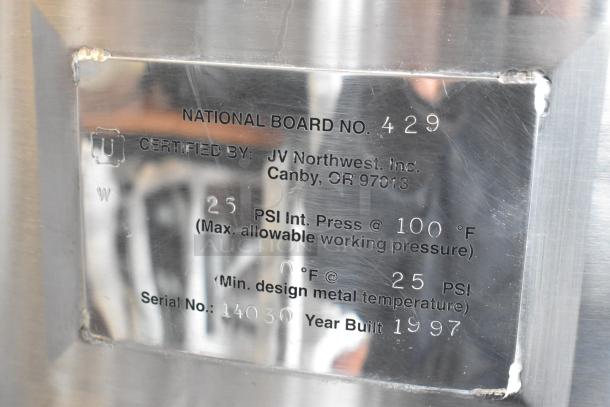 NATIONAL BOARD NO. 429
U
CERTIFIED BY: JV Northwest, Inc.
Canby, OR 97013
W
25 PSI Int. Press @ 100 °F
(Max. allowable working pressure)
0 °F @ 25 PSI
(Min. design metal temperature)
Serial No.: 14030 Year Built 1997